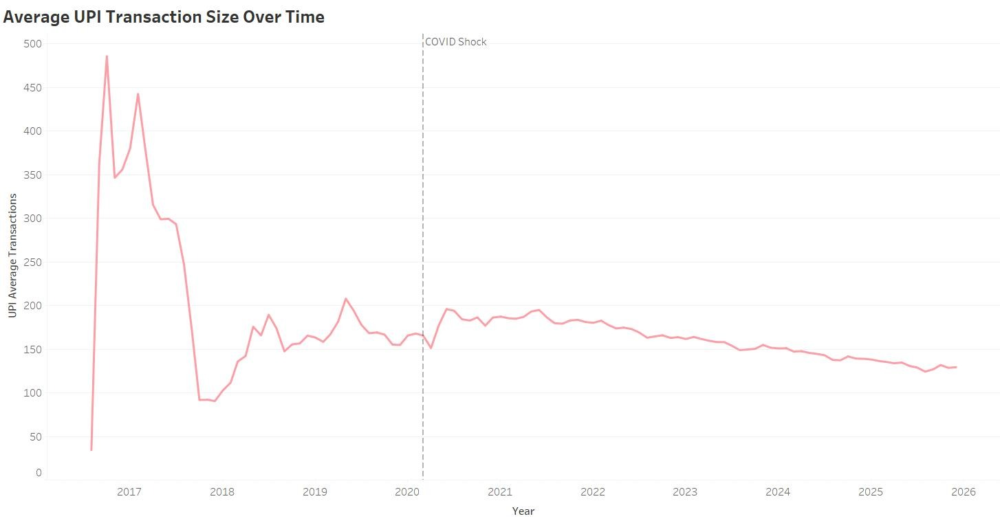 Average UPI Transaction Size Over Time
COVID Shock
500
450
400
350
300
250
200
150
100
50
0
UPI Average Transactions
2017 2018 2019 2020 2021 2022 2023 2024 2025 2026
Year